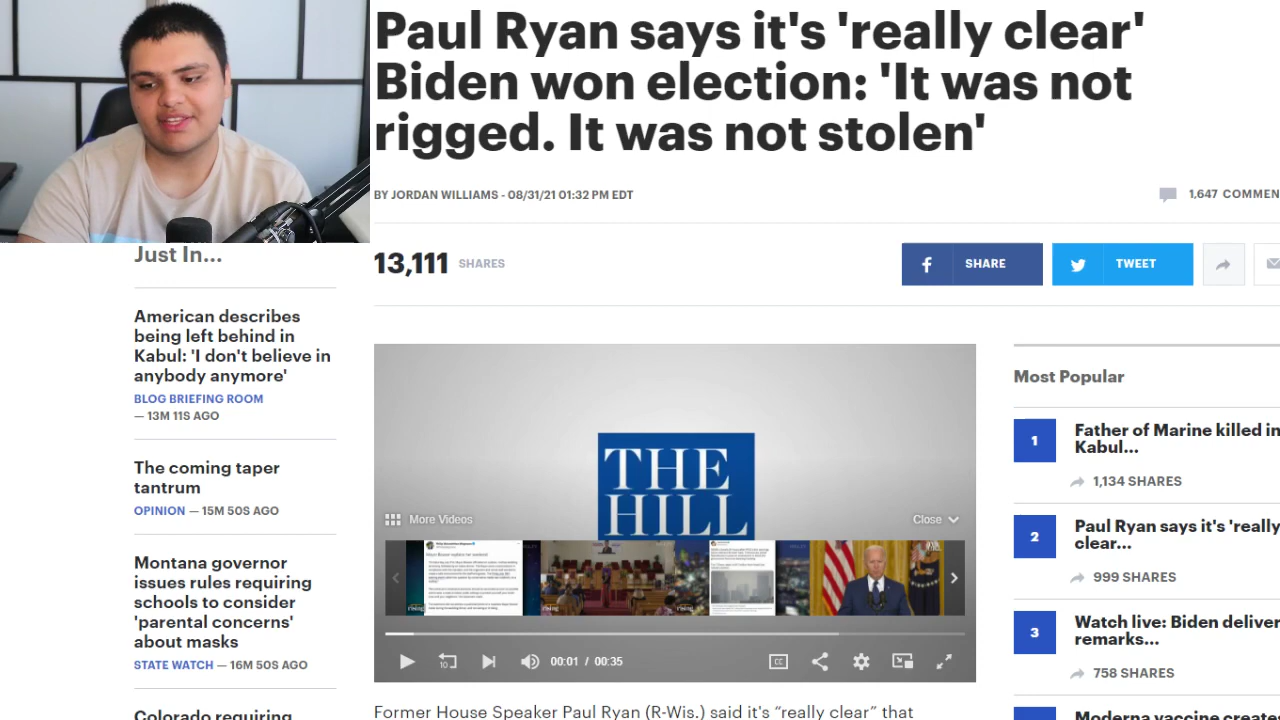 Paul Ryan says it's 'really clear'
Biden won election: 'It was not
rigged. It was not stolen'
BY JORDAN WILLIAMS - 08/31/21 01:32 PM EDT
1,647 COMMEN
13,111 SHARES
SHARE
TWEET
Just In...
American describes
being left behind in
Kabul: 'I don't believe in
anybody anymore'
BLOG BRIEFING ROOM
— 13M 11S AGO
The coming taper
tantrum
OPINION — 15M 50S AGO
Montana governor
issues rule requiring
schools to consider
'parental concerns'
about masks
STATE WATCH — 16M 50S AGO
Colorado requiring
THE
HILL
More Videos
Close
rising
rising
rising
10
00:01 / 00:35
CC
Former House Speaker Paul Ryan (R-Wis.) said it's "really clear" that
Most Popular
1
Father of Marine killed in
Kabul...
1,134 SHARES
2
Paul Ryan says it's 'really
clear...
999 SHARES
3
Watch live: Biden deliver
remarks...
758 SHARES
Moderna vaccine create